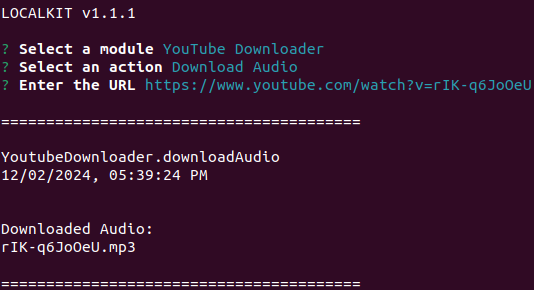 LOCALKIT v1.1.1
? Select a module YouTube Downloader
? Select an action Download Audio
? Enter the URL https://www.youtube.com/watch?v=rIK-q6JoOeU
========================================
YoutubeDownloader.downloadAudio
12/02/2024, 05:39:24 PM
Downloaded Audio:
rIK-q6JoOeU.mp3
========================================